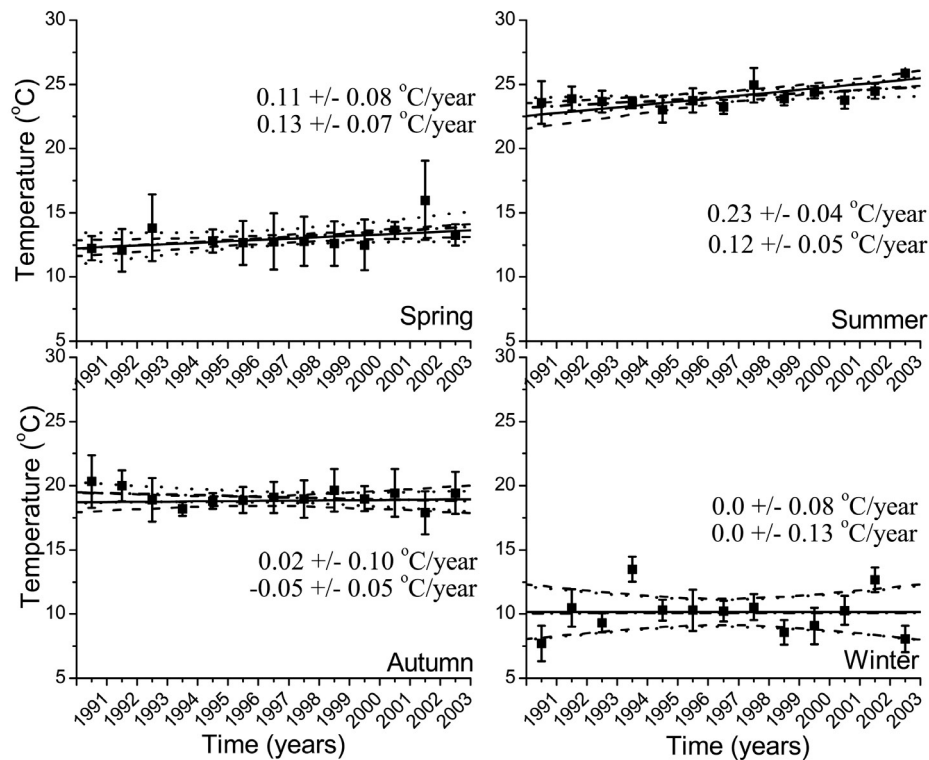 30
25
20
15
10
5
Temperature (°C)
0.11 +/- 0.08 °C/year
0.13 +/- 0.07 °C/year
Spring
1991 1992 1993 1994 1995 1996 1997 1998 1999 2000 2001 2002 2003
30
25
20
15
10
5
0.23 +/- 0.04 °C/year
0.12 +/- 0.05 °C/year
Summer
1991 1992 1993 1994 1995 1996 1997 1998 1999 2000 2001 2002 2003
30
25
20
15
10
5
Temperature (°C)
0.02 +/- 0.10 °C/year
-0.05 +/- 0.05 °C/year
Autumn
1991 1992 1993 1994 1995 1996 1997 1998 1999 2000 2001 2002 2003
Time (years)
30
25
20
15
10
5
0.0 +/- 0.08 °C/year
0.0 +/- 0.13 °C/year
Winter
1991 1992 1993 1994 1995 1996 1997 1998 1999 2000 2001 2002 2003
Time (years)